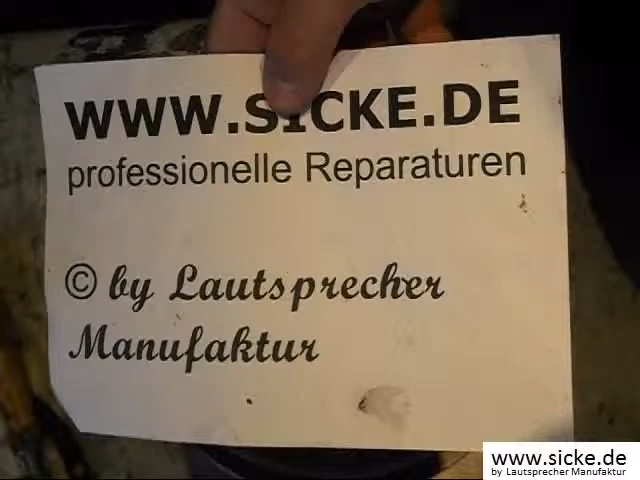 WWW.SICKE.DE
professionelle Reparaturen
© by Lautsprecher
Manufaktur
www.sicke.de
by Lautsprecher Manufaktur